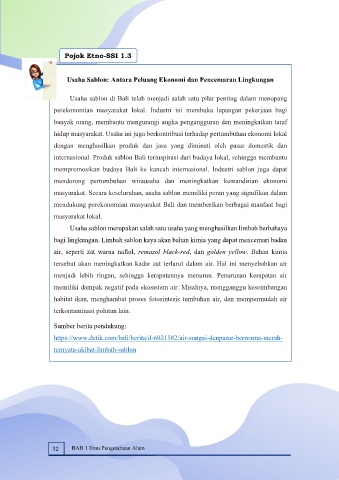 Pojok Etno-SSI 1.3
Usaha Sablon: Antara Peluang Ekonomi dan Pencemaran Lingkungan
Usaha sablon di Bali telah menjadi salah satu pilar penting dalam menopang
perekonomian masyarakat lokal. Industri ini membuka lapangan pekerjaan bagi
banyak orang, membantu mengurangi angka pengangguran dan meningkatkan taraf
hidup masyarakat. Usaha ini juga berkontribusi terhadap pertumbuhan ekonomi lokal
dengan menghasilkan produk dan jasa yang diminati oleh pasar domestik dan
internasional. Produk sablon Bali terinspirasi dari budaya lokal, sehingga membantu
mempromosikan budaya Bali ke kancah internasional. Industri sablon juga dapat
mendorong pertumbuhan wirausaha dan meningkatkan kemandirian ekonomi
masyarakat. Secara keseluruhan, usaha sablon memiliki peran yang signifikan dalam
mendukung perekonomian masyarakat Bali dan memberikan berbagai manfaat bagi
masyarakat lokal.
Usaha sablon merupakan salah satu usaha yang menghasilkan limbah berbahaya
bagi lingkungan. Limbah sablon kaya akan bahan kimia yang dapat mencemari badan
air, seperti zat warna naftol, remazol black-red, dan golden yellow. Bahan kimia
tersebut akan meningkatkan kadar zat terlarut dalam air. Hal ini menyebabkan air
menjadi lebih ringan, sehingga kerapatannya menurun. Penurunan kerapatan air
memiliki dampak negatif pada ekosistem air. Misalnya, mengganggu keseimbangan
habitat ikan, menghambat proses fotosintesis tumbuhan air, dan mempermudah air
terkontaminasi polutan lain.
Sumber berita pendukung:
https://www.detik.com/bali/berita/d-6021582/air-sungai-denpasar-berwarna-merah-
ternyata-akibat-limbah-sablon
12 BAB 1 Ilmu Pengetahuan Alam